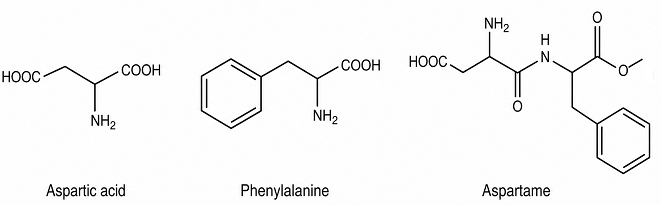 HOOC COOH
NH₂
Aspartic acid
COOH
NH₂
Phenylalanine
NH₂ O
H
HOOC N
O
O
Aspartame